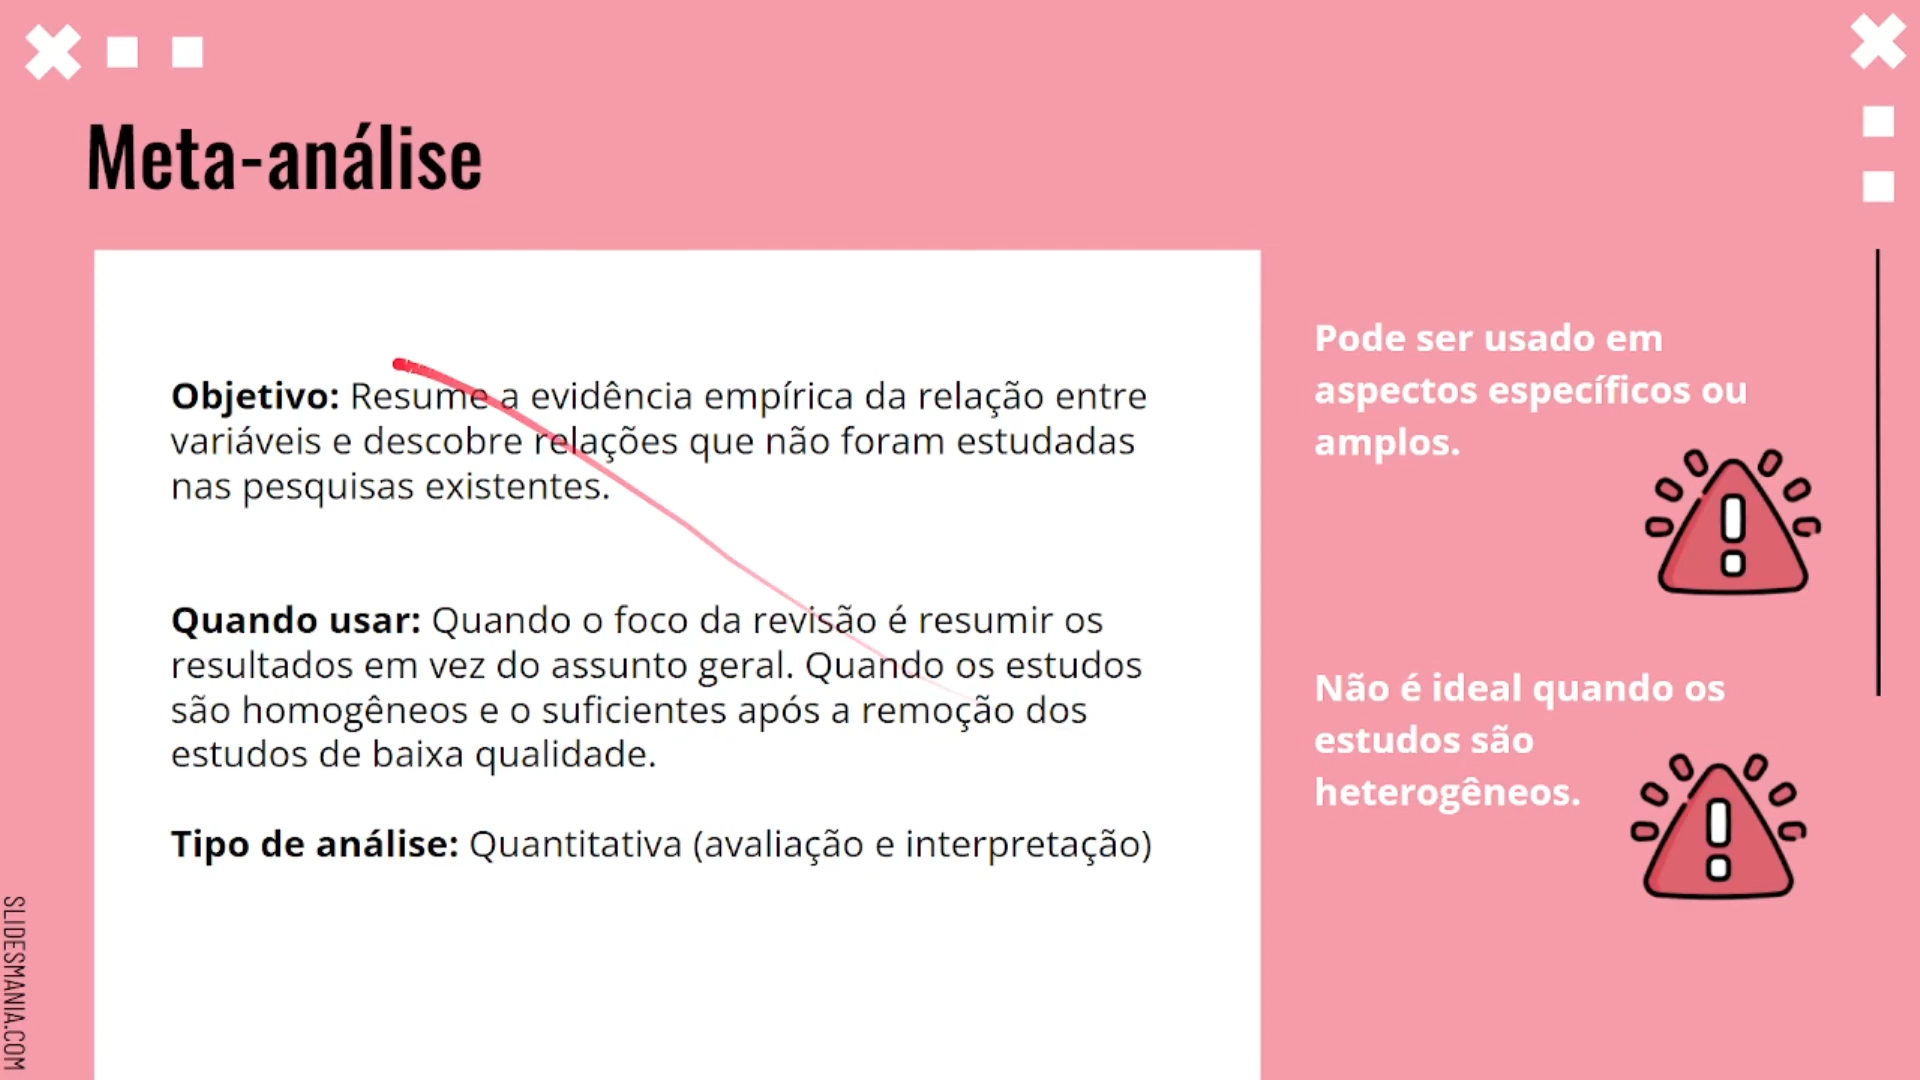 Meta-análise
Objetivo: Resume a evidência empírica da relação entre
variáveis e descobre relações que não foram estudadas
nas pesquisas existentes.
Quando usar: Quando o foco da revisão é resumir os
resultados em vez do assunto geral. Quando os estudos
são homogêneos e o suficientes após a remoção dos
estudos de baixa qualidade.
Tipo de análise: Quantitativa (avaliação e interpretação)
Pode ser usado em
aspectos específicos ou
amplos.
Não é ideal quando os
estudos são
heterogêneos.
SLIDESMANIA.COM